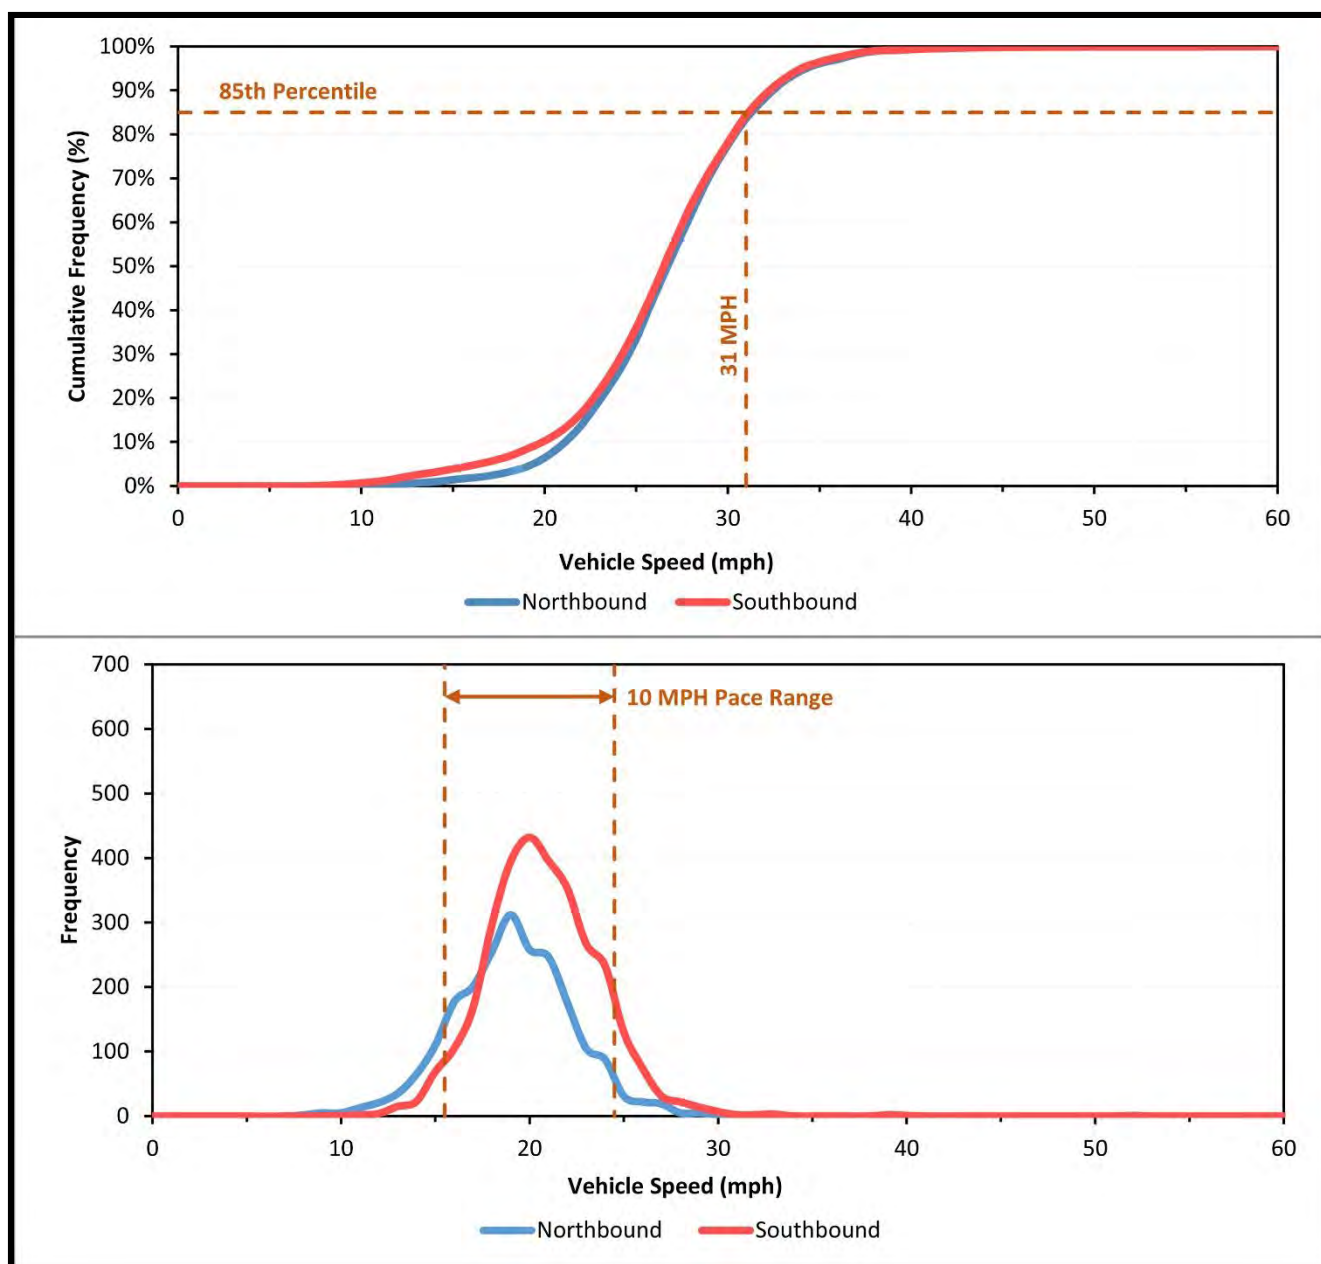 100%
90%
80%
70%
60%
50%
40%
30%
20%
10%
0%
Cumulative Frequency (%)
85th Percentile
31 MPH
0 10 20 30 40 50 60
Vehicle Speed (mph)
Northbound Southbound
700
600
500
400
300
200
100
0
Frequency
10 MPH Pace Range
0 10 20 30 40 50 60
Vehicle Speed (mph)
Northbound Southbound